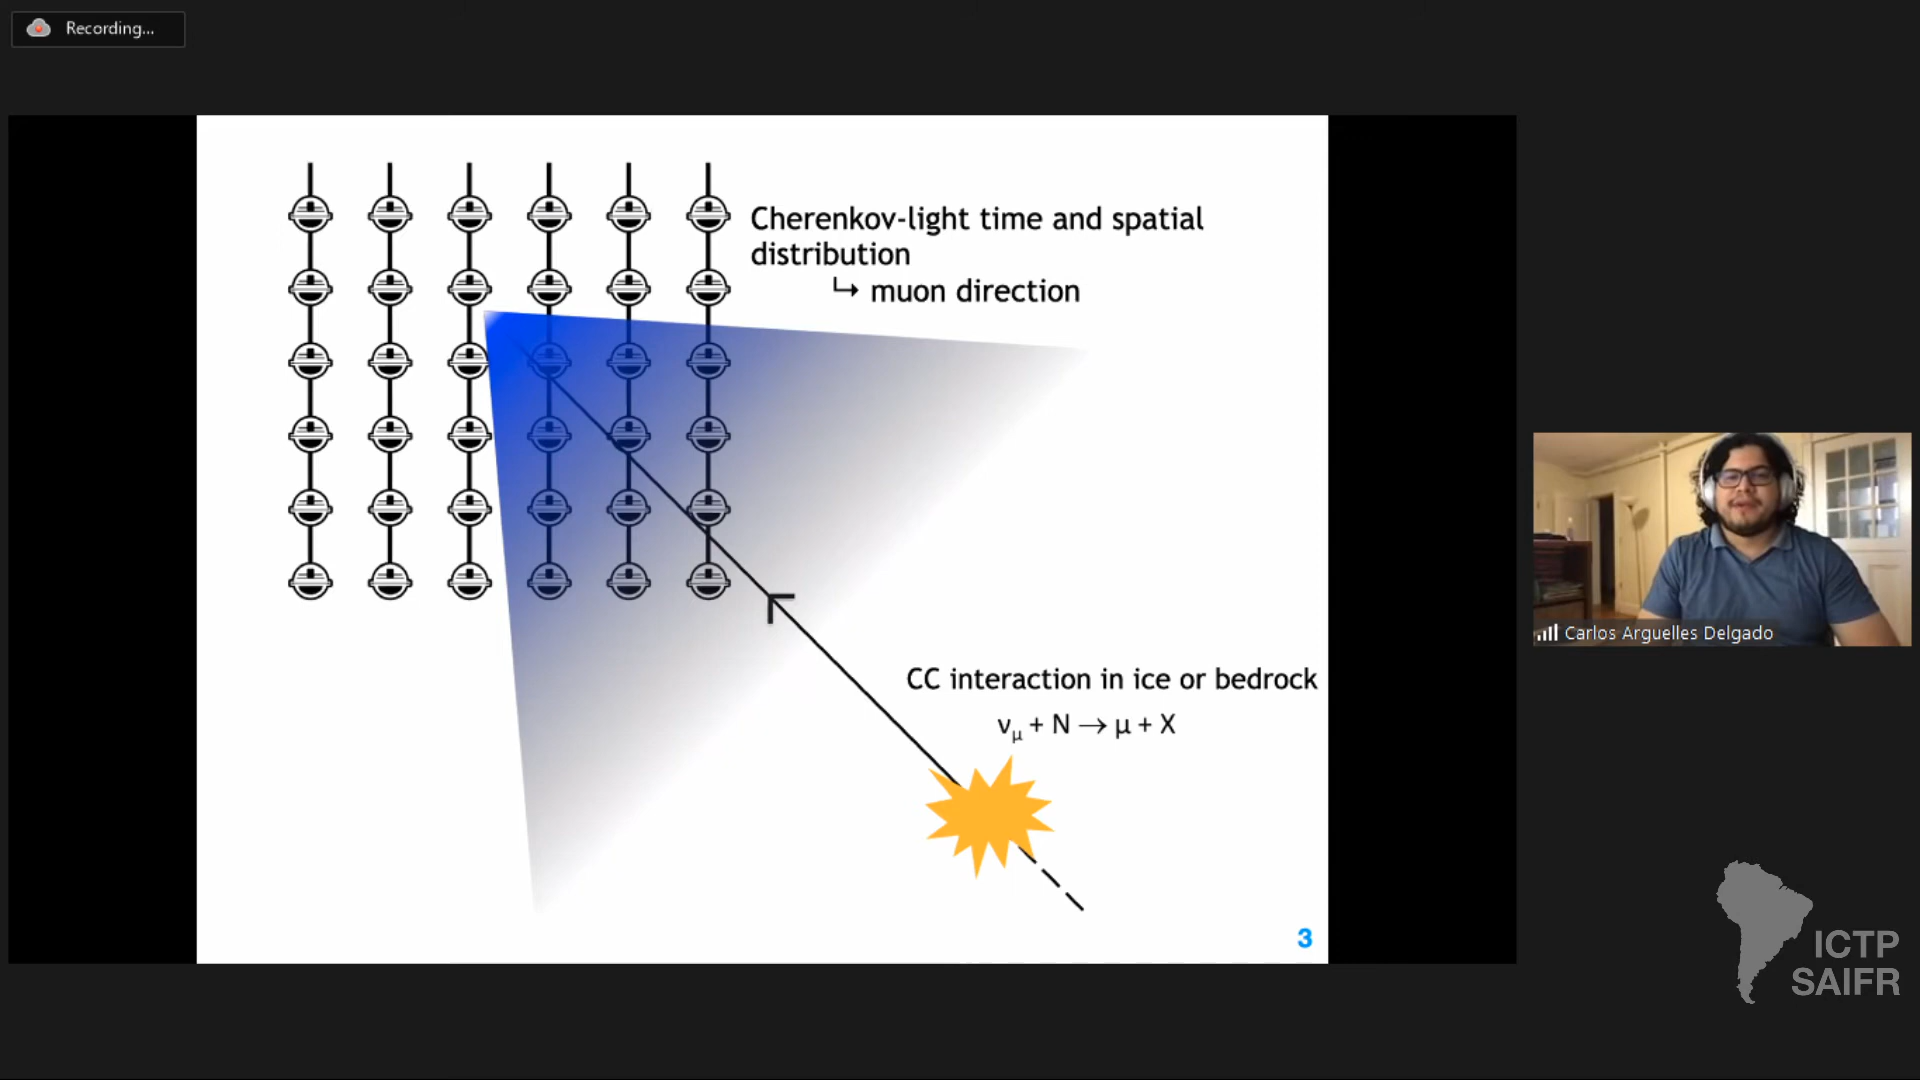 Recording...
Cherenkov-light time and spatial
distribution
↳ muon direction
CC interaction in ice or bedrock
νμ + N → μ + X
3
Carlos Arguelles Delgado
ICTP
SAIFR